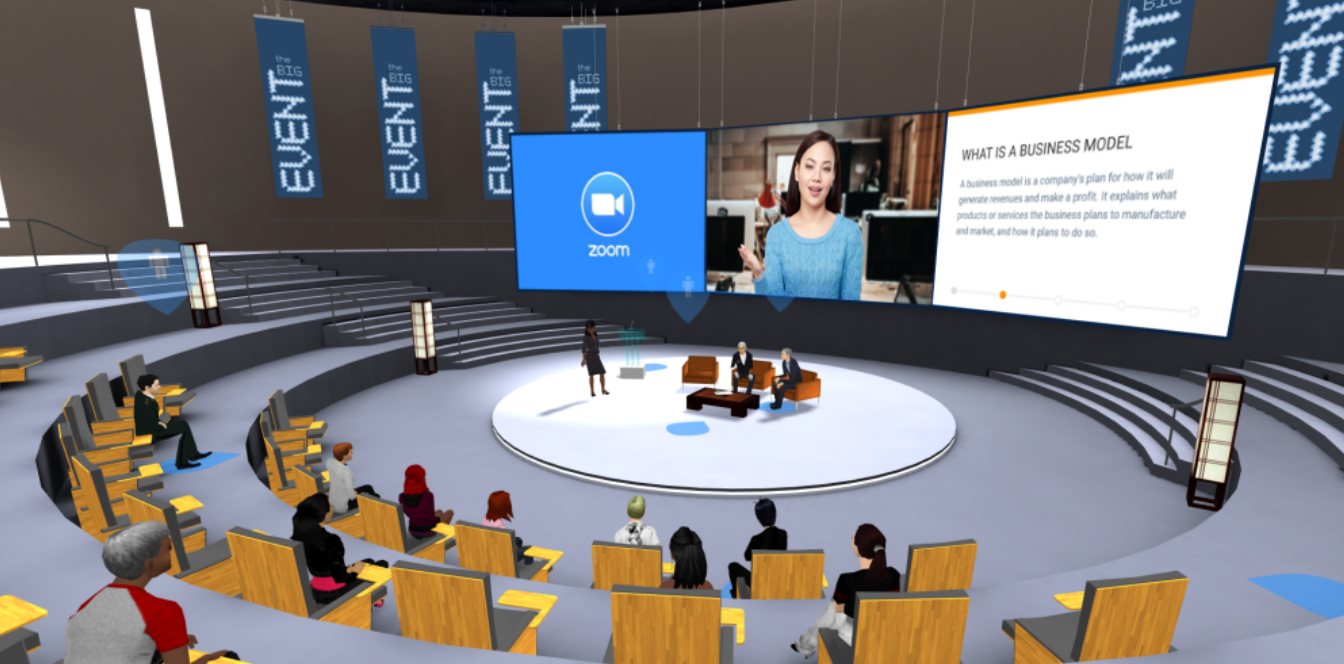 the
BIG
EVENT
the
BIG
EVENT
the
BIG
EVENT
the
BIG
EVENT
BIG
EVENT
EVENT
zoom
WHAT IS A BUSINESS MODEL
A business model is a company's plan for how it will
generate revenues and make a profit. It explains what
products or services the business plans to manufacture
and market, and how it plans to do so.